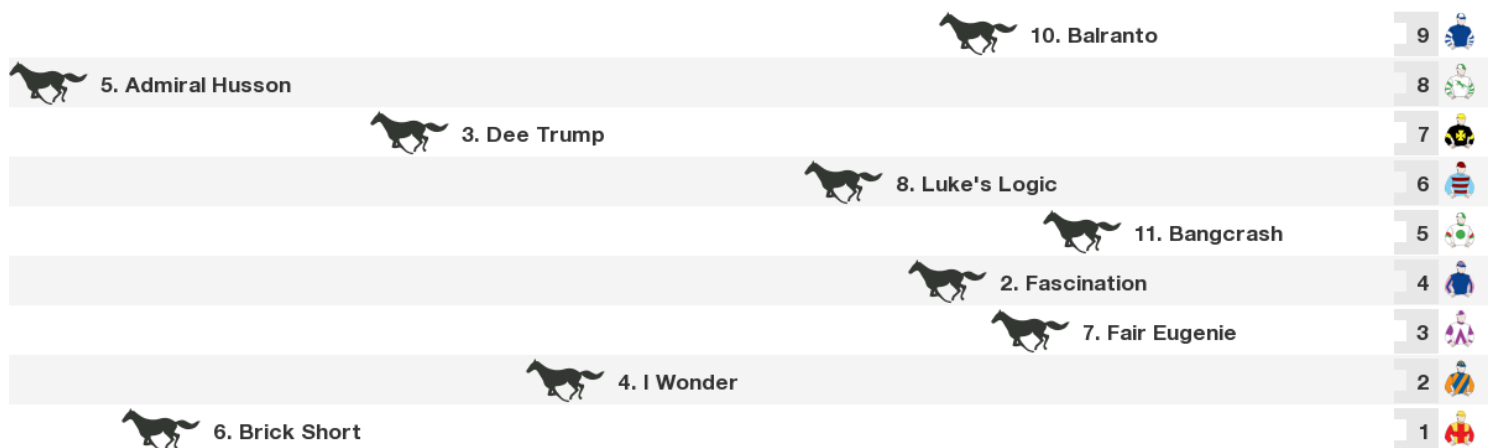 10. Balranto 9
5. Admiral Husson 8
3. Dee Trump 7
8. Luke's Logic 6
11. Bangcrash 5
2. Fascination 4
7. Fair Eugenie 3
4. I Wonder 2
6. Brick Short 1